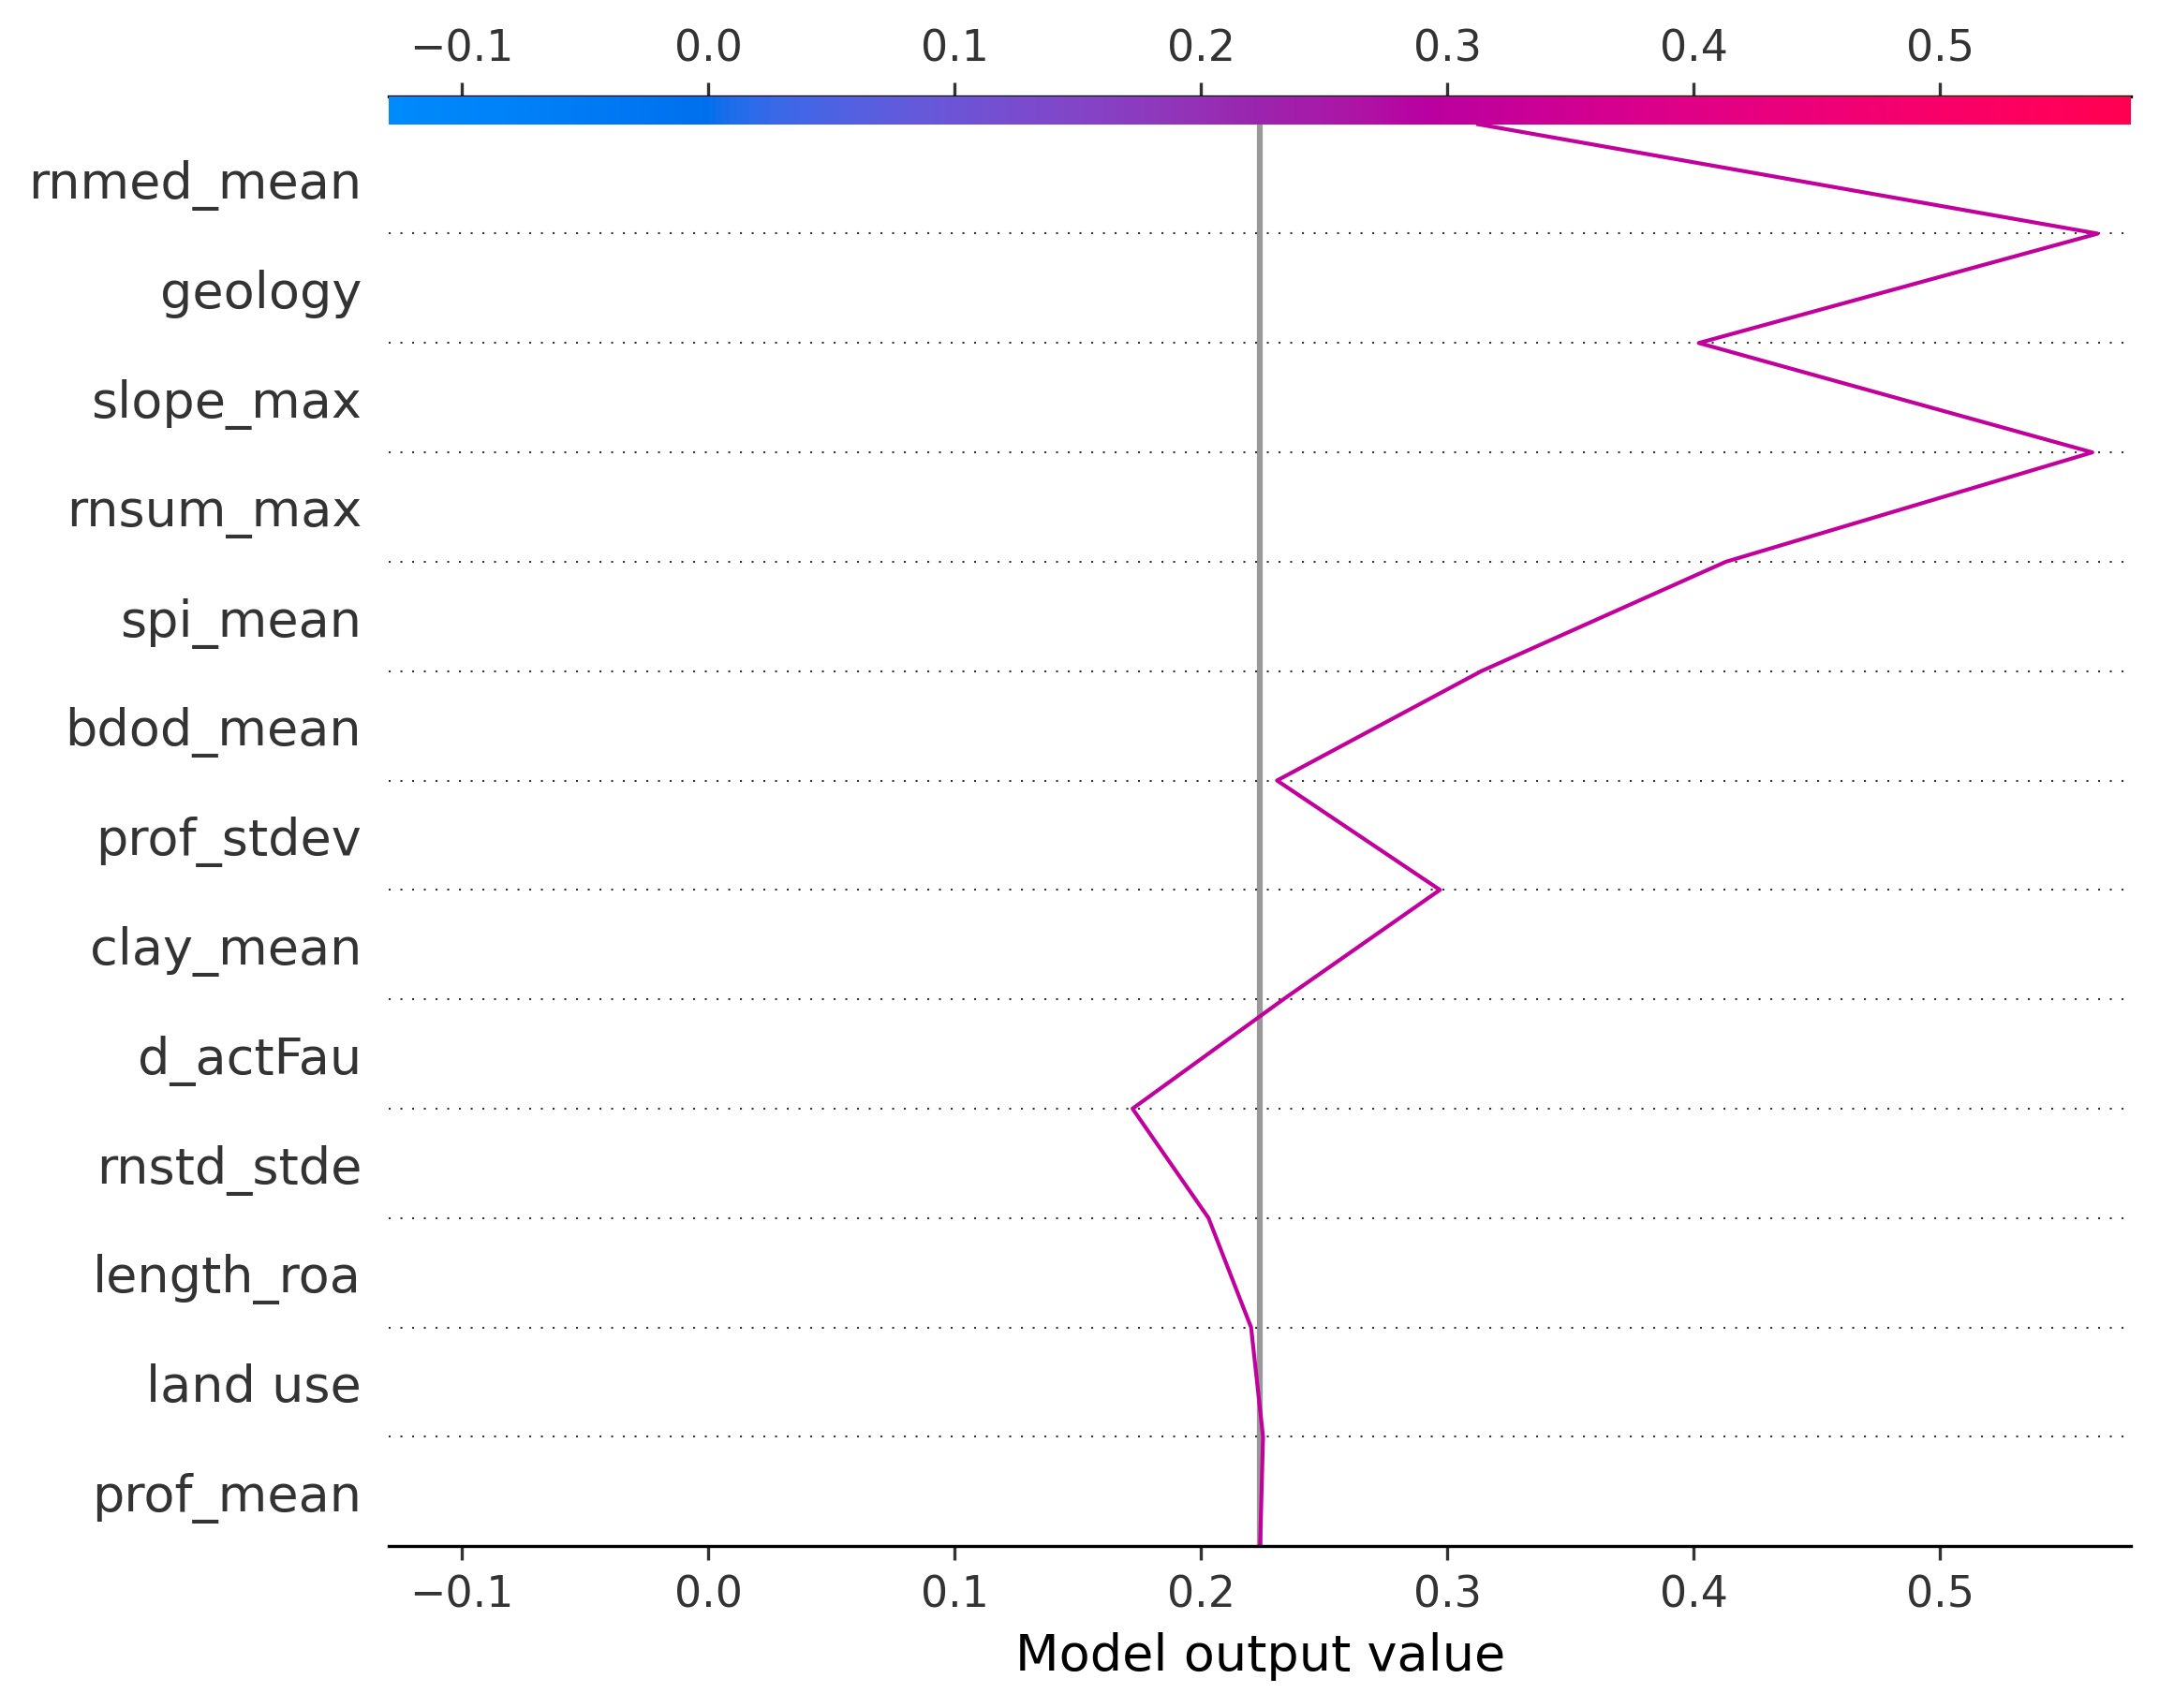 −0.1 0.0 0.1 0.2 0.3 0.4 0.5
rnmed_mean
geology
slope_max
rnsum_max
spi_mean
bdod_mean
prof_stdev
clay_mean
d_actFau
rnstd_stde
length_roa
land use
prof_mean
−0.1 0.0 0.1 0.2 0.3 0.4 0.5
Model output value